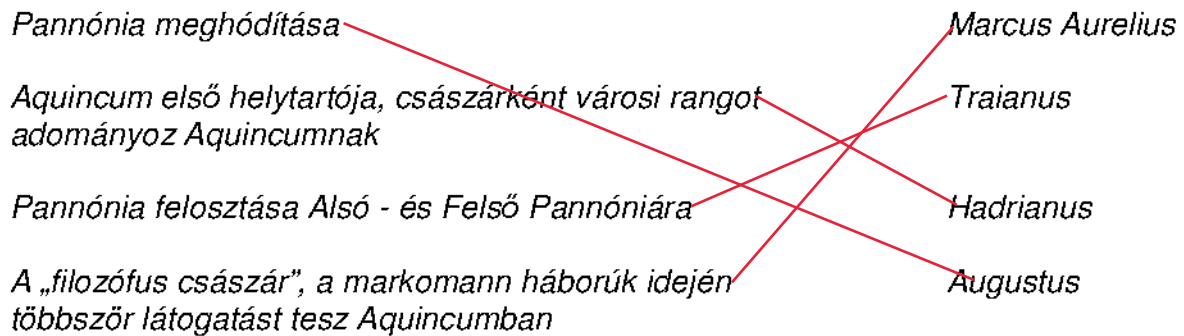 Pannónia meghódítása Marcus Aurelius
Aquincum első helytartója, császárként városi rangot Traianus
adományoz Aquincumnak
Pannónia felosztása Alsó - és Felső Pannóniára Hadrianus
A „filozófus császár”, a markomann háborúk idején Augustus
többször látogatást tesz Aquincumban